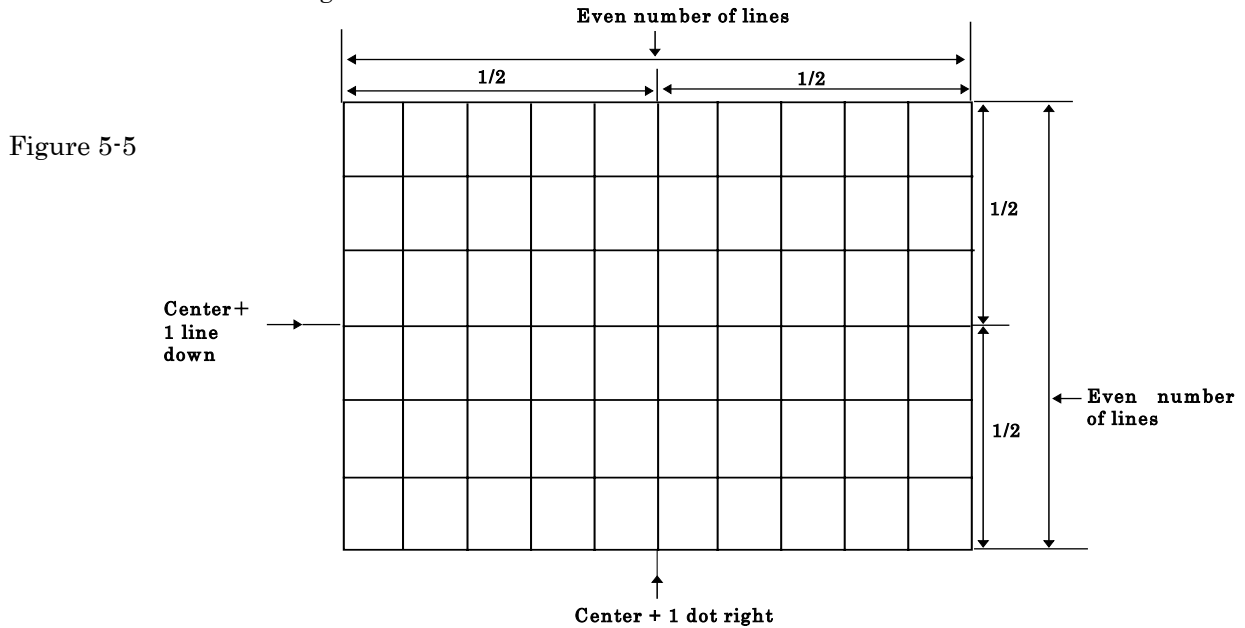 Even number of lines
1/2
1/2
Figure 5-5
1/2
Center+
1 line
down
Even number
of lines
1/2
Center + 1 dot right